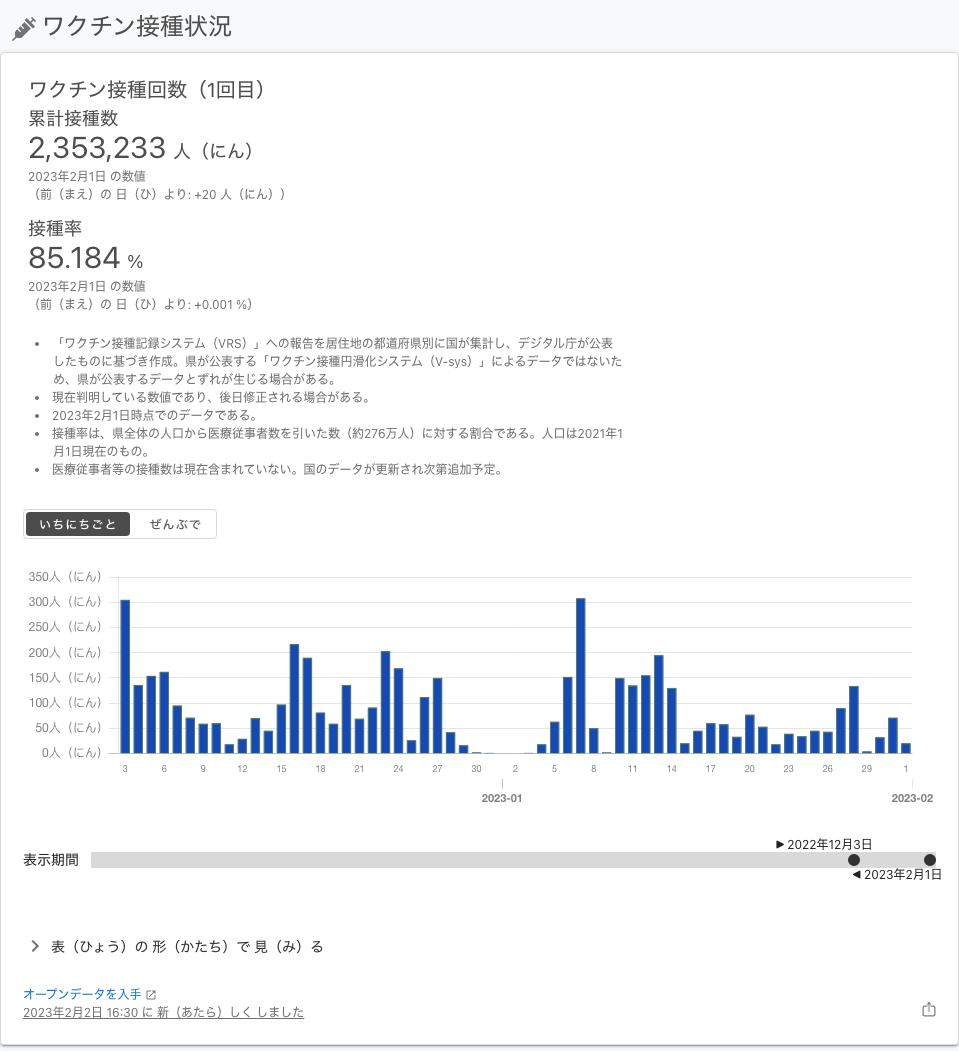 ワクチン接種状況
ワクチン接種回数（1回目）
累計接種数
2,353,233 人（にん）
2023年2月1日 の数値
（前（まえ）の 日（ひ）より: +20 人（にん））
接種率
85.184 %
2023年2月1日 の数値
（前（まえ）の 日（ひ）より: +0.001 %）
• 「ワクチン接種記録システム（VRS）」への報告を居住地の都道府県別に国が集計し、デジタル庁が公表
したものに基づき作成。県が公表する「ワクチン接種円滑化システム（V-sys）」によるデータではないた
め、県が公表するデータとずれが生じる場合がある。
• 現在判明している数値であり、後日修正される場合がある。
• 2023年2月1日時点でのデータである。
• 接種率は、県全体の人口から医療従事者数を引いた数（約276万人）に対する割合である。人口は2021年1
月1日現在のもの。
• 医療従事者等の接種数は現在含まれていない。国のデータが更新され次第追加予定。
いちにちごと ぜんぶで
350人（にん）
300人（にん）
250人（にん）
200人（にん）
150人（にん）
100人（にん）
50人（にん）
0人（にん）
3 6 9 12 15 18 21 24 27 30 2 5 8 11 14 17 20 23 26 29 1
2023-01 2023-02
▶ 2022年12月3日
表示期間
◀ 2023年2月1日
表（ひょう）の 形（かたち）で 見（み）る
オープンデータを入手
2023年2月2日 16:30 に 新（あたら）しく しました